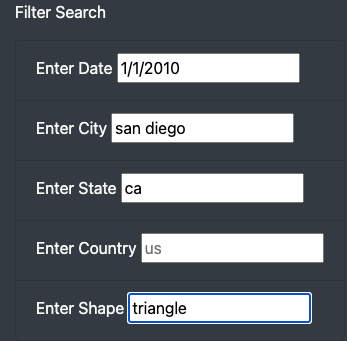 Filter Search
Enter Date 1/1/2010
Enter City san diego
Enter State ca
Enter Country us
Enter Shape triangle